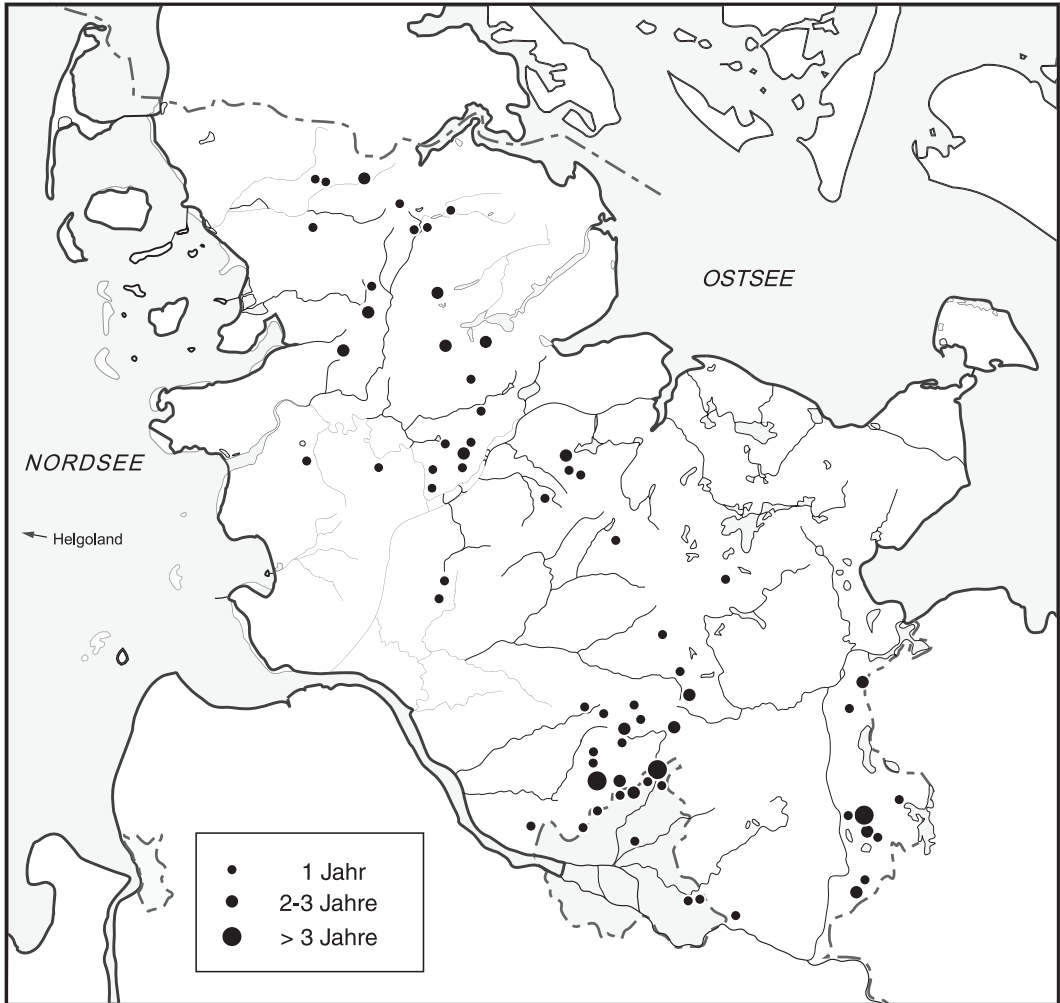 OSTSEE
NORDSEE
Helgoland
1 Jahr
2-3 Jahre
> 3 Jahre